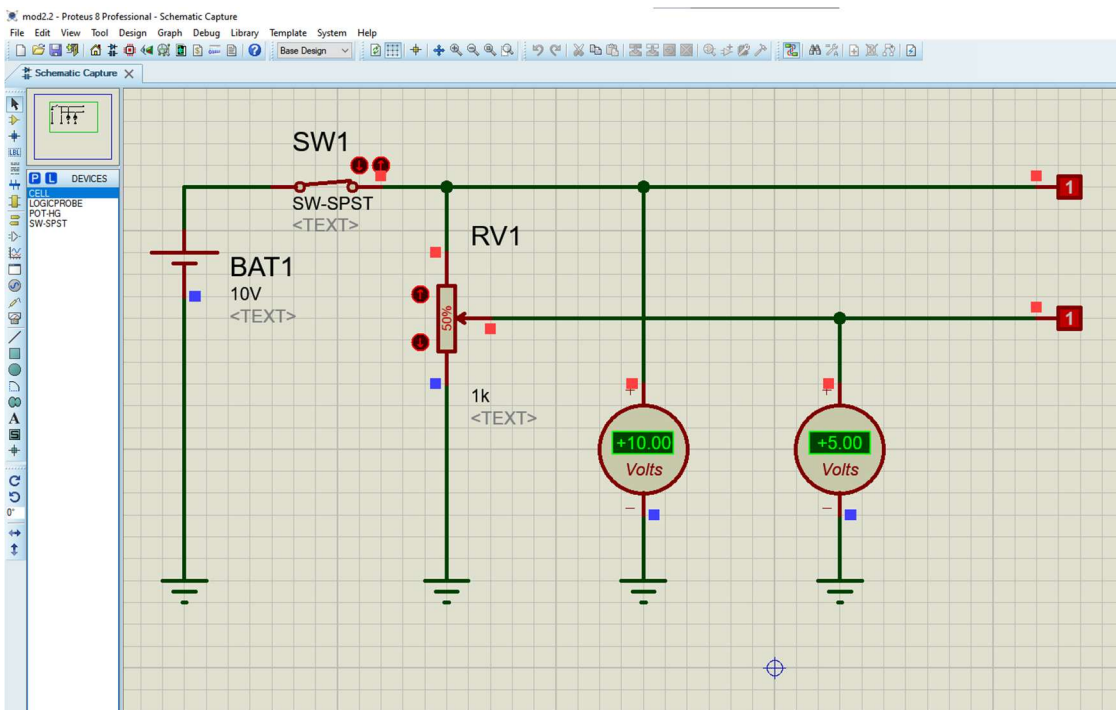 mod2.2 - Proteus 8 Professional - Schematic Capture
File Edit View Tool Design Graph Debug Library Template System Help
Base Design
Schematic Capture
P L DEVICES
CELL
LOGICPROBE
POT-HG
SW-SPST
LBL
A
S
0°
SW1
SW-SPST
<TEXT>
BAT1
10V
<TEXT>
RV1
50%
1k
<TEXT>
1
1
+
+10.00
Volts
−
+
+5.00
Volts
−